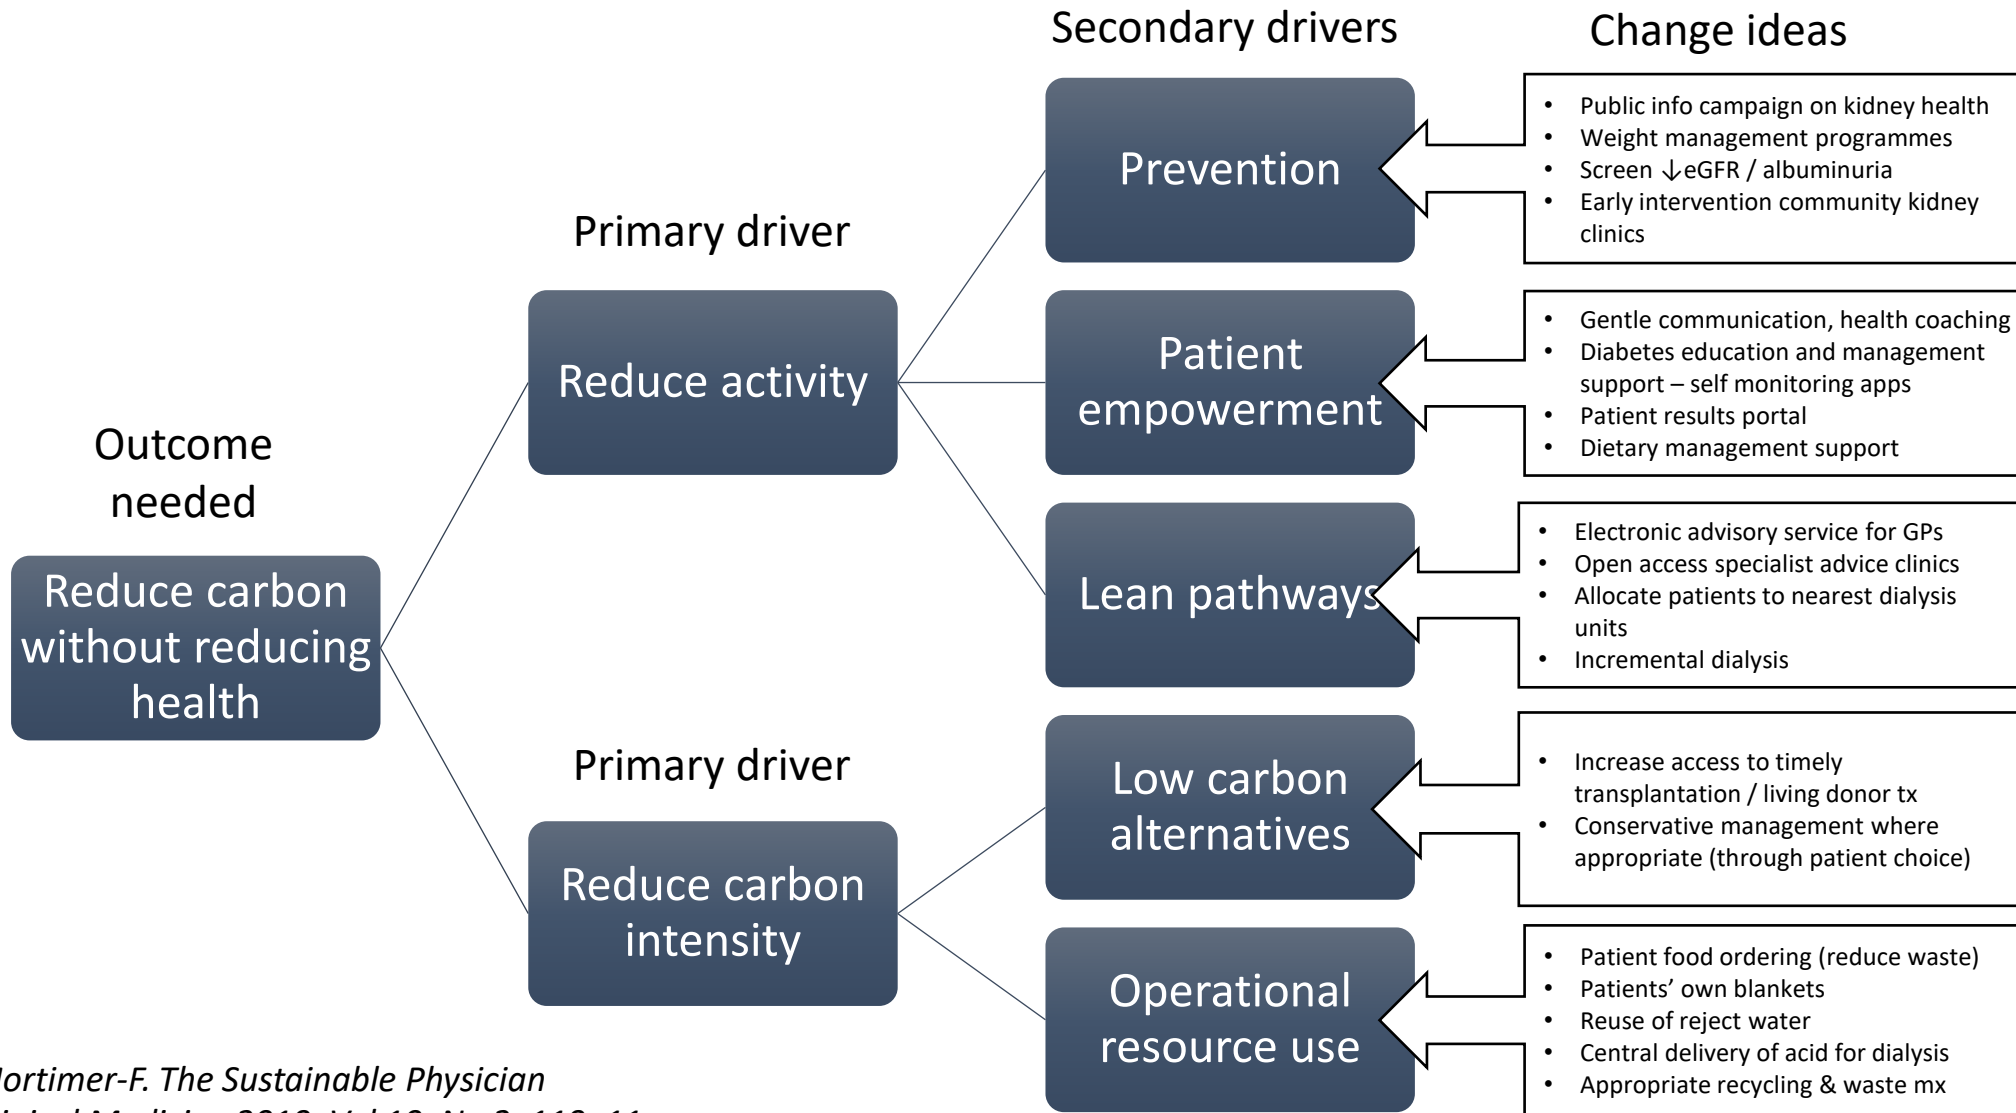 Secondary drivers
Change ideas
Prevention
• Public info campaign on kidney health
• Weight management programmes
• Screen ↓eGFR / albuminuria
• Early intervention community kidney
clinics
Primary driver
Reduce activity
Patient
empowerment
• Gentle communication, health coaching
• Diabetes education and management
support – self monitoring apps
• Patient results portal
• Dietary management support
Outcome
needed
Reduce carbon
without reducing
health
Lean pathways
• Electronic advisory service for GPs
• Open access specialist advice clinics
• Allocate patients to nearest dialysis
units
• Incremental dialysis
Primary driver
Reduce carbon
intensity
Low carbon
alternatives
• Increase access to timely
transplantation / living donor tx
• Conservative management where
appropriate (through patient choice)
Operational
resource use
• Patient food ordering (reduce waste)
• Patients’ own blankets
• Reuse of reject water
• Central delivery of acid for dialysis
• Appropriate recycling & waste mx
The Sustainable Physician